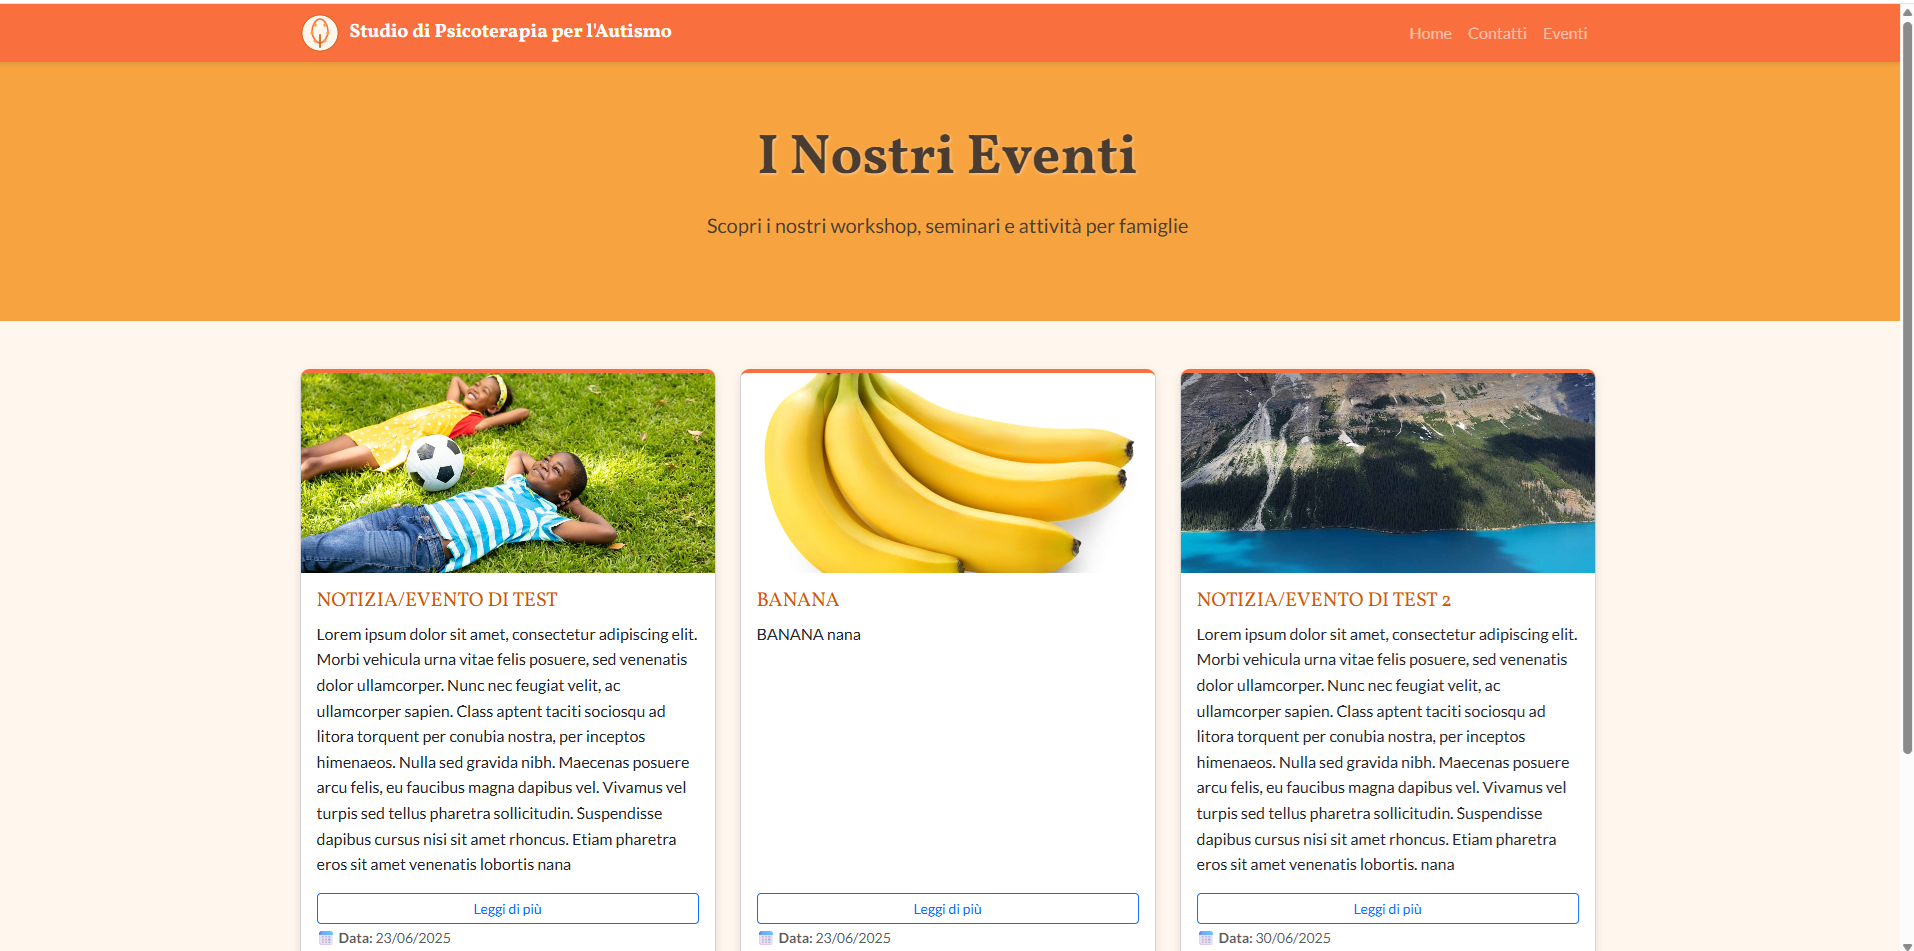 Studio di Psicoterapia per l'Autismo
Home Contatti Eventi
I Nostri Eventi
Scopri i nostri workshop, seminari e attività per famiglie
NOTIZIA/EVENTO DI TEST
Lorem ipsum dolor sit amet, consectetur adipiscing elit.
Morbi vehicula urna vitae felis posuere, sed venenatis
dolor ullamcorper. Nunc nec feugiat velit, ac
ullamcorper sapien. Class aptent taciti sociosqu ad
litora torquent per conubia nostra, per inceptos
himenaeos. Nulla sed gravida nibh. Maecenas posuere
arcu felis, eu faucibus magna dapibus vel. Vivamus vel
turpis sed tellus pharetra sollicitudin. Suspendisse
dapibus cursus nisi sit amet rhoncus. Etiam pharetra
eros sit amet venenatis lobortis nana
Leggi di più
Data: 23/06/2025
BANANA
BANANA nana
Leggi di più
Data: 23/06/2025
NOTIZIA/EVENTO DI TEST 2
Lorem ipsum dolor sit amet, consectetur adipiscing elit.
Morbi vehicula urna vitae felis posuere, sed venenatis
dolor ullamcorper. Nunc nec feugiat velit, ac
ullamcorper sapien. Class aptent taciti sociosqu ad
litora torquent per conubia nostra, per inceptos
himenaeos. Nulla sed gravida nibh. Maecenas posuere
arcu felis, eu faucibus magna dapibus vel. Vivamus vel
turpis sed tellus pharetra sollicitudin. Suspendisse
dapibus cursus nisi sit amet rhoncus. Etiam pharetra
eros sit amet venenatis lobortis. nana
Leggi di più
Data: 30/06/2025